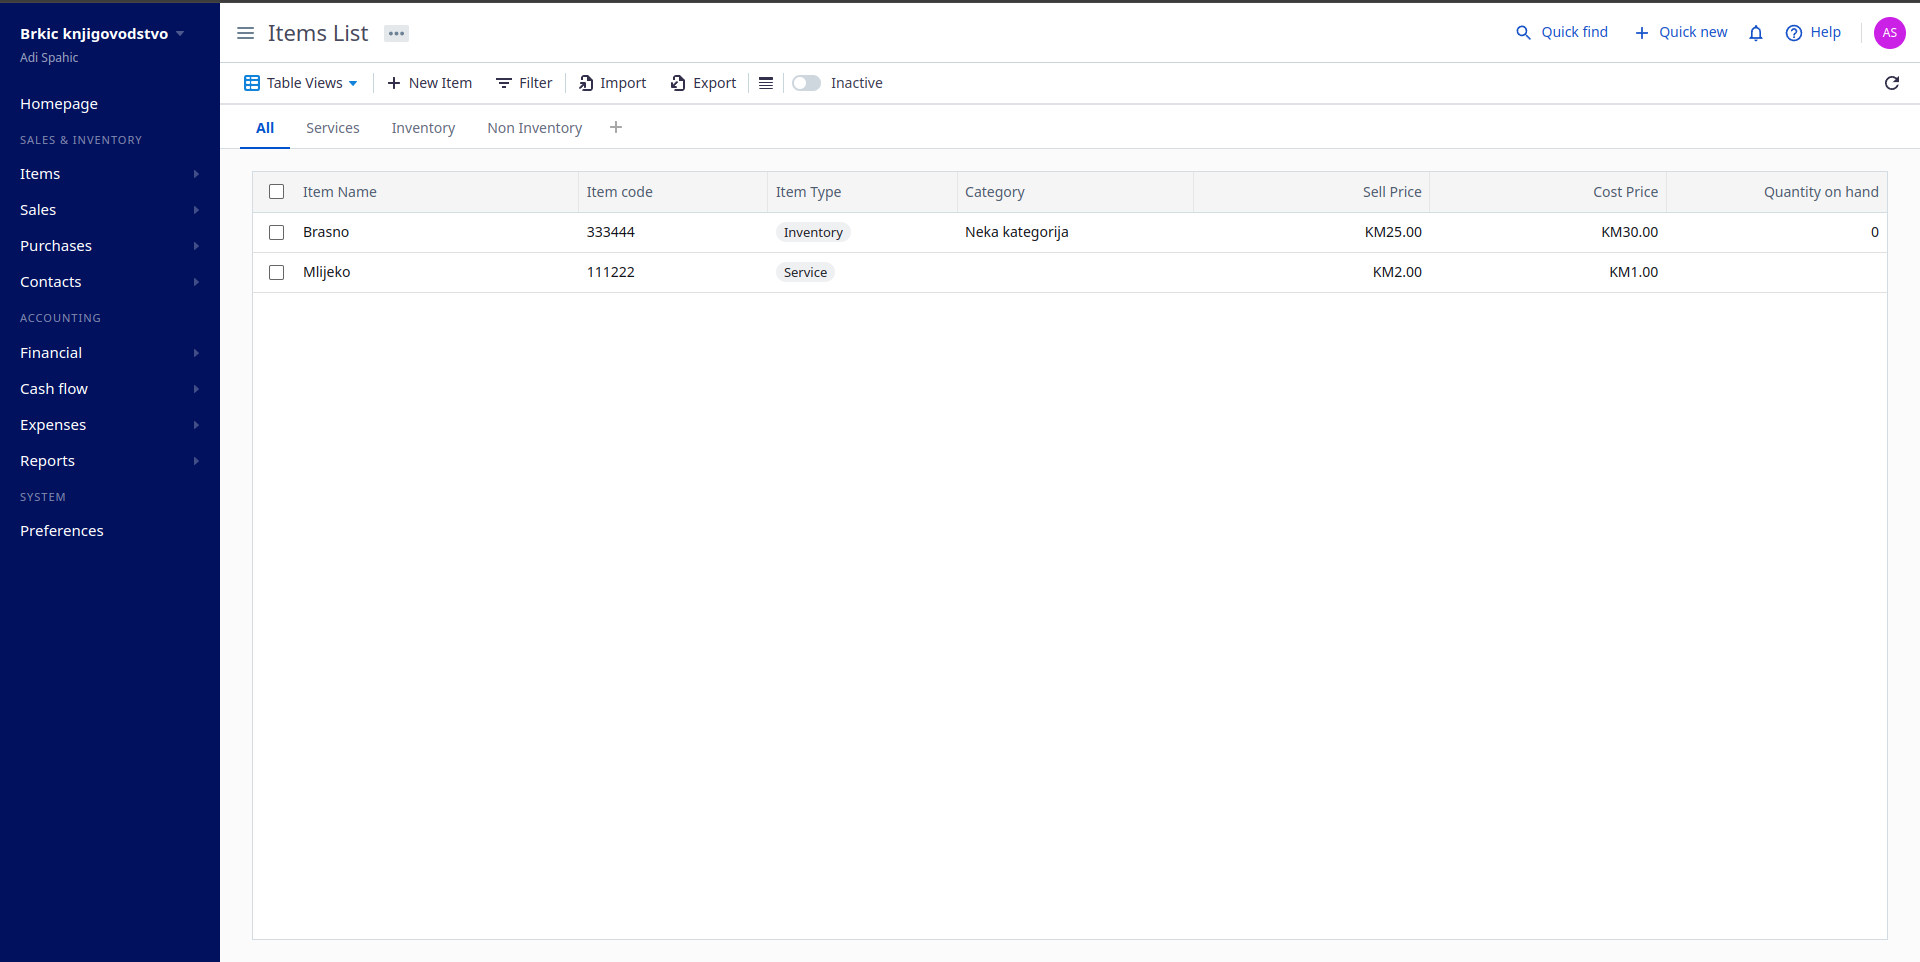 Brkic knjigovodstvo
Adi Spahic
Homepage
SALES & INVENTORY
Items
Sales
Purchases
Contacts
ACCOUNTING
Financial
Cash flow
Expenses
Reports
SYSTEM
Preferences
Items List
Quick find Quick new Help AS
Table Views New Item Filter Import Export Inactive
All Services Inventory Non Inventory
Item Name Item code Item Type Category Sell Price Cost Price Quantity on hand
Brasno 333444 Inventory Neka kategorija KM25.00 KM30.00 0
Mlijeko 111222 Service KM2.00 KM1.00